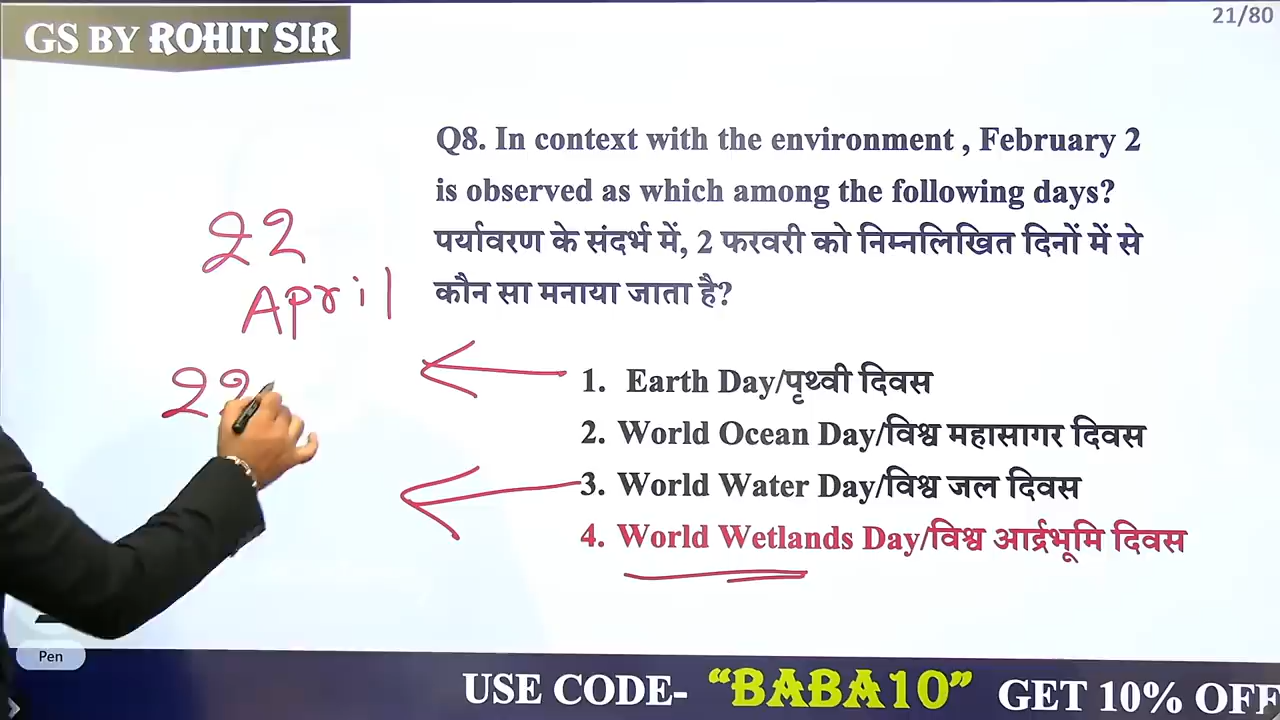 GS BY ROHIT SIR
21/80
Q8. In context with the environment , February 2
is observed as which among the following days?
पर्यावरण के संदर्भ में, 2 फरवरी को निम्नलिखित दिनों में से
कौन सा मनाया जाता है?
22
April
22
1. Earth Day/पृथ्वी दिवस
2. World Ocean Day/विश्व महासागर दिवस
3. World Water Day/विश्व जल दिवस
4. World Wetlands Day/विश्व आर्द्रभूमि दिवस
Pen
USE CODE- “BABA10” GET 10% OFF